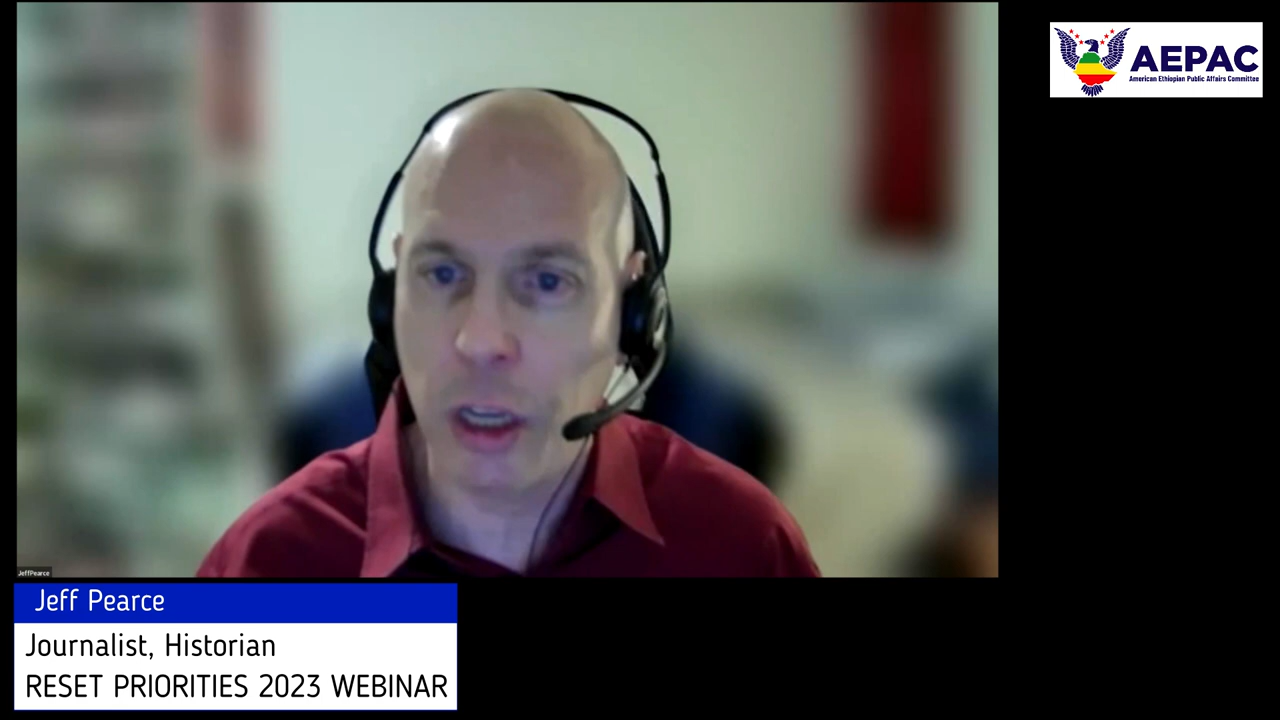 AEPAC
American Ethiopian Public Affairs Committee
JeffPearce
Jeff Pearce
Journalist, Historian
RESET PRIORITIES 2023 WEBINAR